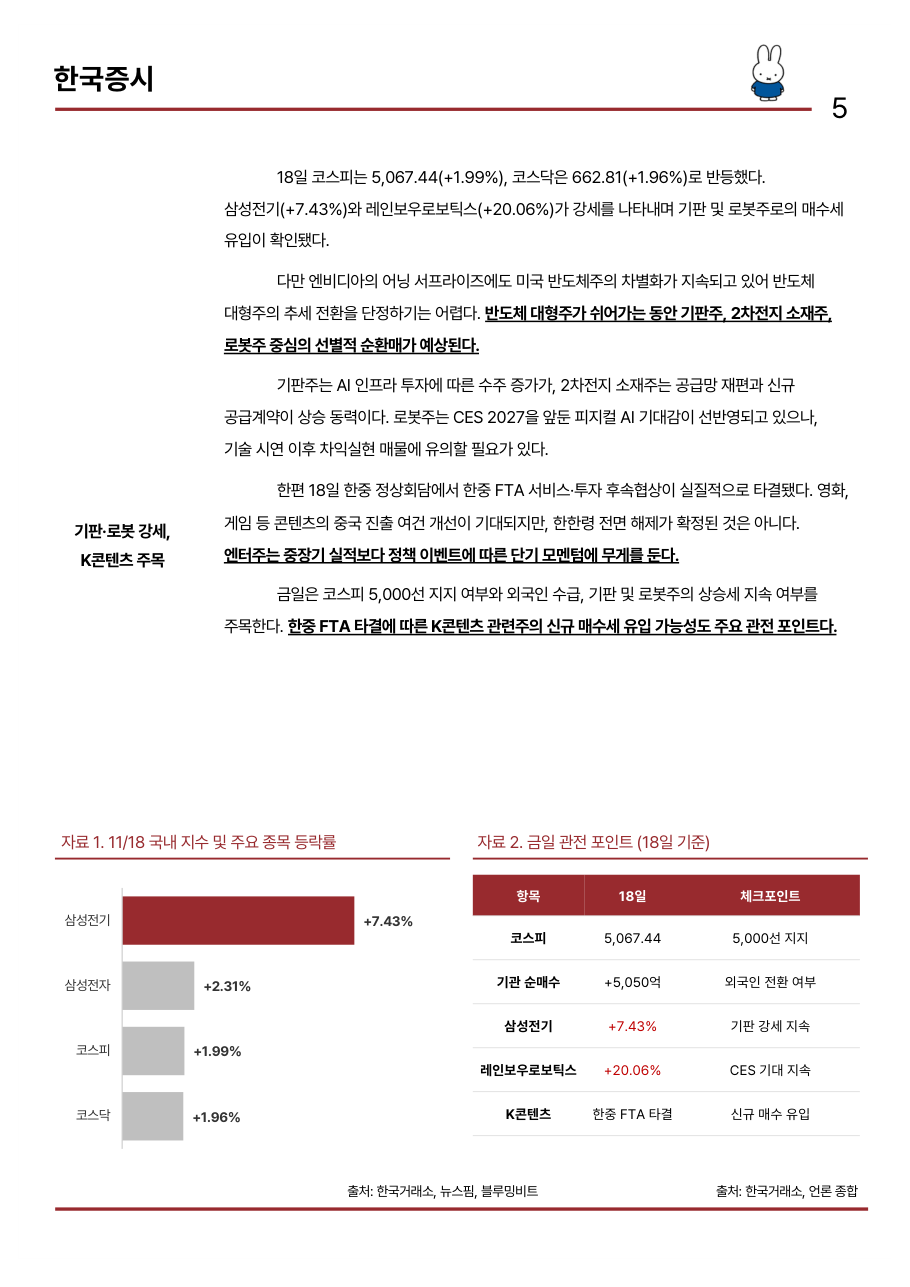 한국증시
5
18일 코스피는 5,067.44(+1.99%), 코스닥은 662.81(+1.96%)로 반등했다.
삼성전기(+7.43%)와 레인보우로보틱스(+20.06%)가 강세를 나타내며 기판 및 로봇주로의 매수세
유입이 확인됐다.
다만 엔비디아의 어닝 서프라이즈에도 미국 반도체주의 차별화가 지속되고 있어 반도체
대형주의 추세 전환을 단정하기는 어렵다. 반도체 대형주가 쉬어가는 동안 기판주, 2차전지 소재주,
로봇주 중심의 선별적 순환매가 예상된다.
기판주는 AI 인프라 투자에 따른 수주 증가가, 2차전지 소재주는 공급망 재편과 신규
공급계약이 상승 동력이다. 로봇주는 CES 2027을 앞둔 피지컬 AI 기대감이 선반영되고 있으나,
기술 시연 이후 차익실현 매물에 유의할 필요가 있다.
한편 18일 한중 정상회담에서 한중 FTA 서비스·투자 후속협상이 실질적으로 타결됐다. 영화,
게임 등 콘텐츠의 중국 진출 여건 개선이 기대되지만, 한한령 전면 해제가 확정된 것은 아니다.
엔터주는 중장기 실적보다 정책 이벤트에 따른 단기 모멘텀에 무게를 둔다.
금일은 코스피 5,000선 지지 여부와 외국인 수급, 기판 및 로봇주의 상승세 지속 여부를
주목한다. 한중 FTA 타결에 따른 K콘텐츠 관련주의 신규 매수세 유입 가능성도 주요 관전 포인트다.
기판·로봇 강세,
K콘텐츠 주목
자료 1. 11/18 국내 지수 및 주요 종목 등락률
삼성전기 +7.43%
삼성전자 +2.31%
코스피 +1.99%
코스닥 +1.96%
출처: 한국거래소, 뉴스핌, 블루밍비트
자료 2. 금일 관전 포인트 (18일 기준)
항목 18일 체크포인트
코스피 5,067.44 5,000선 지지
기관 순매수 +5,050억 외국인 전환 여부
삼성전기 +7.43% 기판 강세 지속
레인보우로보틱스 +20.06% CES 기대 지속
K콘텐츠 한중 FTA 타결 신규 매수 유입
출처: 한국거래소, 언론 종합